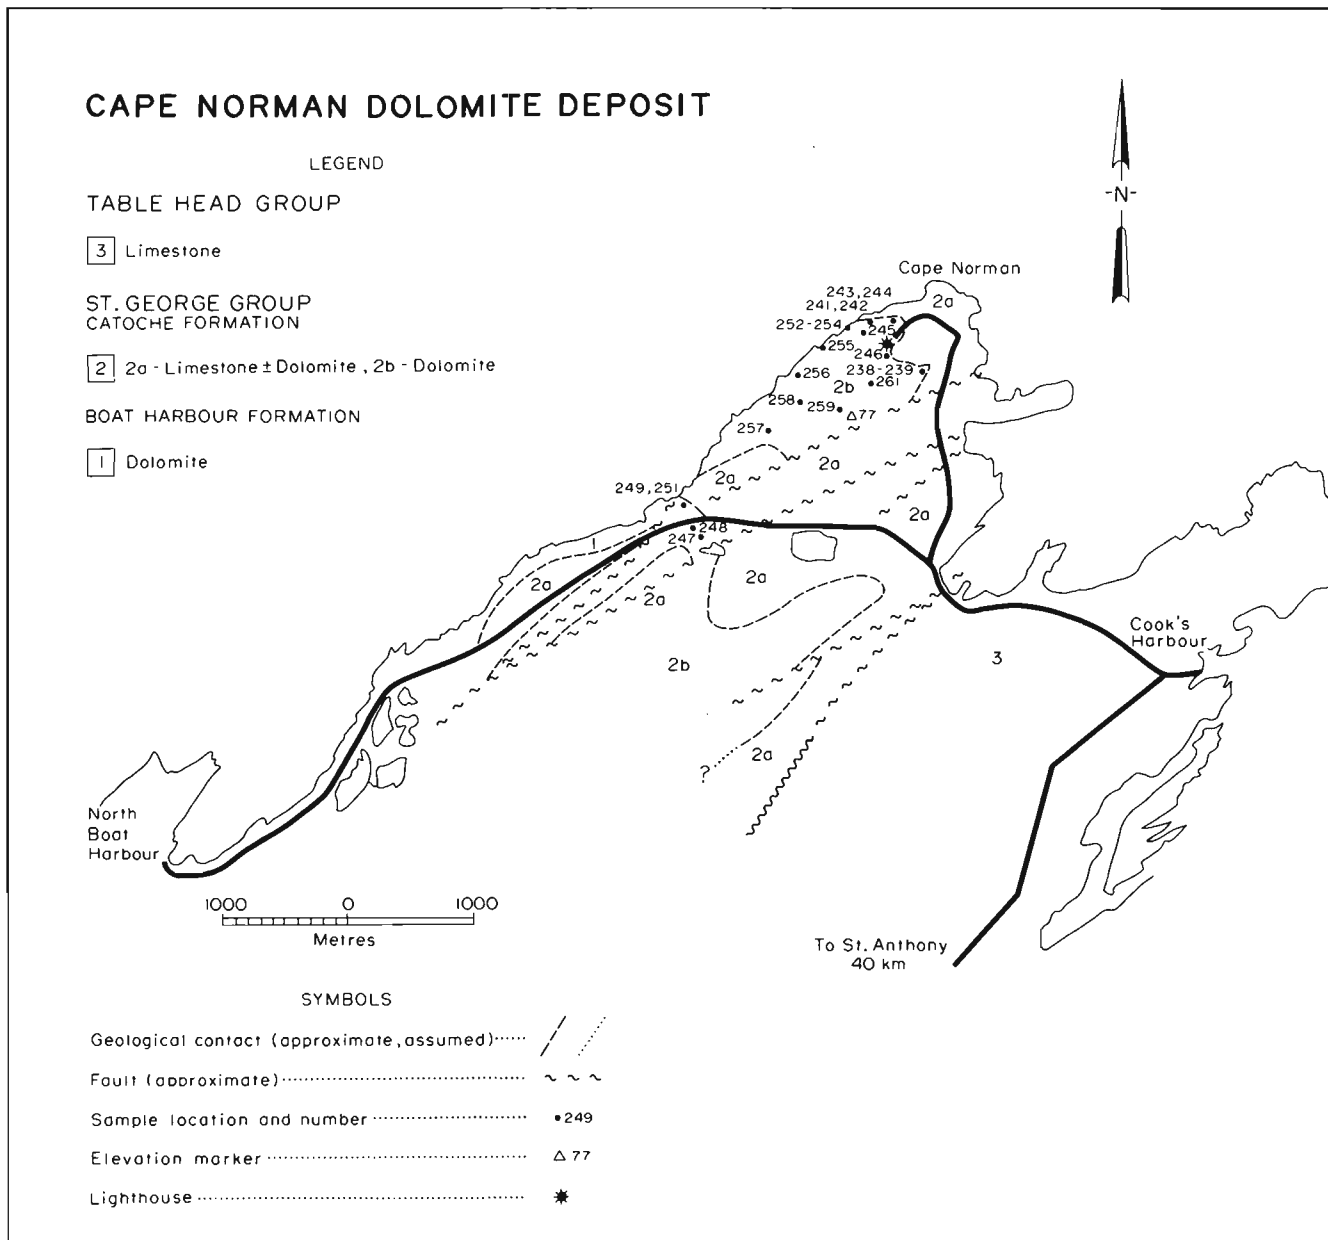 CAPE NORMAN DOLOMITE DEPOSIT
LEGEND
TABLE HEAD GROUP
3 Limestone
ST. GEORGE GROUP
CATOCHE FORMATION
2 2a - Limestone ± Dolomite, 2b - Dolomite
BOAT HARBOUR FORMATION
1 Dolomite
-N-
Cape Norman
243, 244
2a
241, 242
252-254
245
255
246
238-239
256
261
2b
258
259
77
257
2a
2a
249, 251
2a
248
247
1
2a
2a
2a
Cook's
Harbour
2b
3
2a
?
North
Boat
Harbour
1000 0 1000
Metres
To St. Anthony
40 km
SYMBOLS
Geological contact (approximate, assumed)
Fault (approximate)
Sample location and number 249
Elevation marker 77
Lighthouse